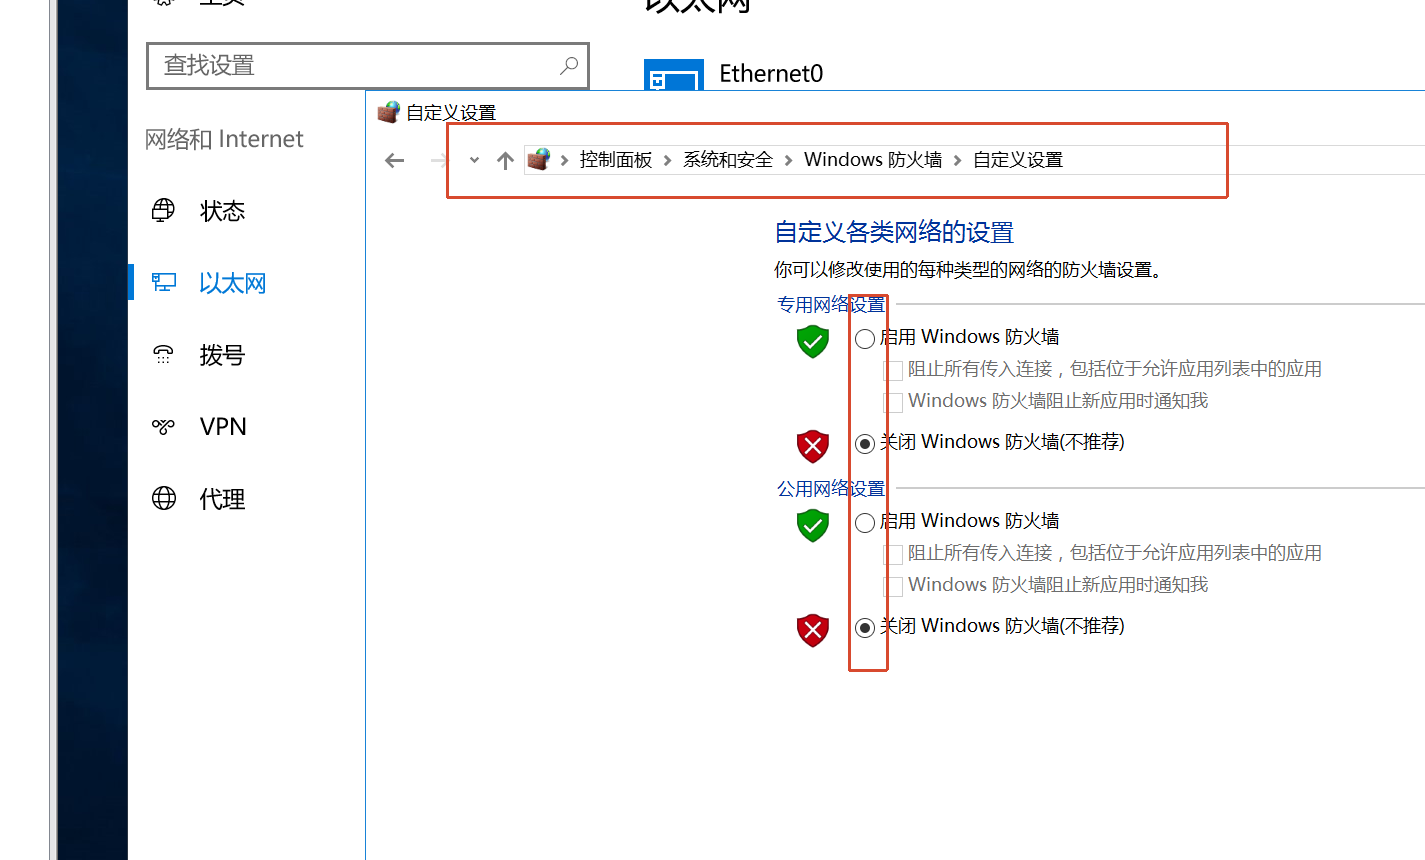 主页
以太网
查找设置
Ethernet0
自定义设置
网络和 Internet
控制面板 > 系统和安全 > Windows 防火墙 > 自定义设置
状态
自定义各类网络的设置
你可以修改使用的每种类型的网络的防火墙设置。
以太网
专用网络设置
启用 Windows 防火墙
拨号
阻止所有传入连接，包括位于允许应用列表中的应用
Windows 防火墙阻止新应用时通知我
VPN
关闭 Windows 防火墙(不推荐)
公用网络设置
代理
启用 Windows 防火墙
阻止所有传入连接，包括位于允许应用列表中的应用
Windows 防火墙阻止新应用时通知我
关闭 Windows 防火墙(不推荐)